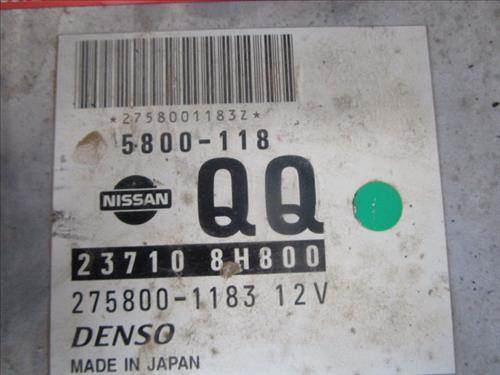 *2758001183Z*
5800-118
NISSAN
QQ
23710 8H800
275800-1183 12V
DENSO
MADE IN JAPAN